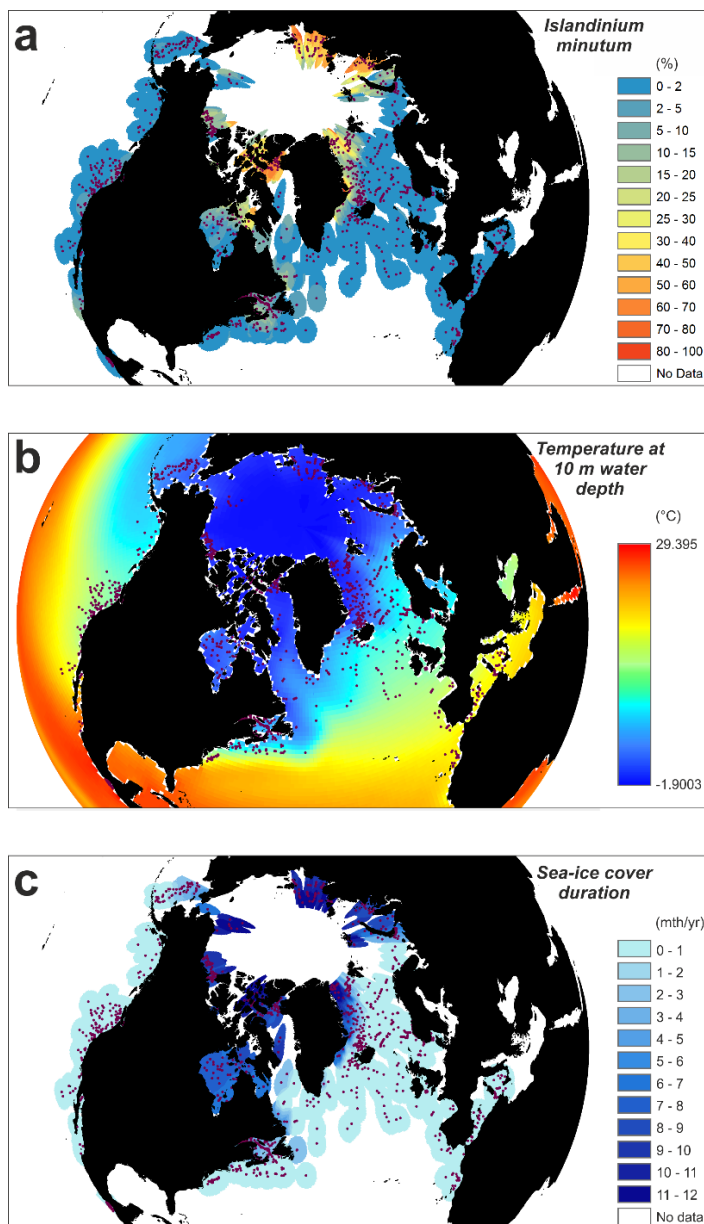 a
Islandinium
minutum
(%)
0 - 2
2 - 5
5 - 10
10 - 15
15 - 20
20 - 25
25 - 30
30 - 40
40 - 50
50 - 60
60 - 70
70 - 80
80 - 100
No Data
b
Temperature at
10 m water
depth
(°C)
29.395
-1.9003
c
Sea-ice cover
duration
(mth/yr)
0 - 1
1 - 2
2 - 3
3 - 4
4 - 5
5 - 6
6 - 7
7 - 8
8 - 9
9 - 10
10 - 11
11 - 12
No data